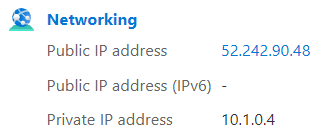 Networking
Public IP address 52.242.90.48
Public IP address (IPv6) -
Private IP address 10.1.0.4